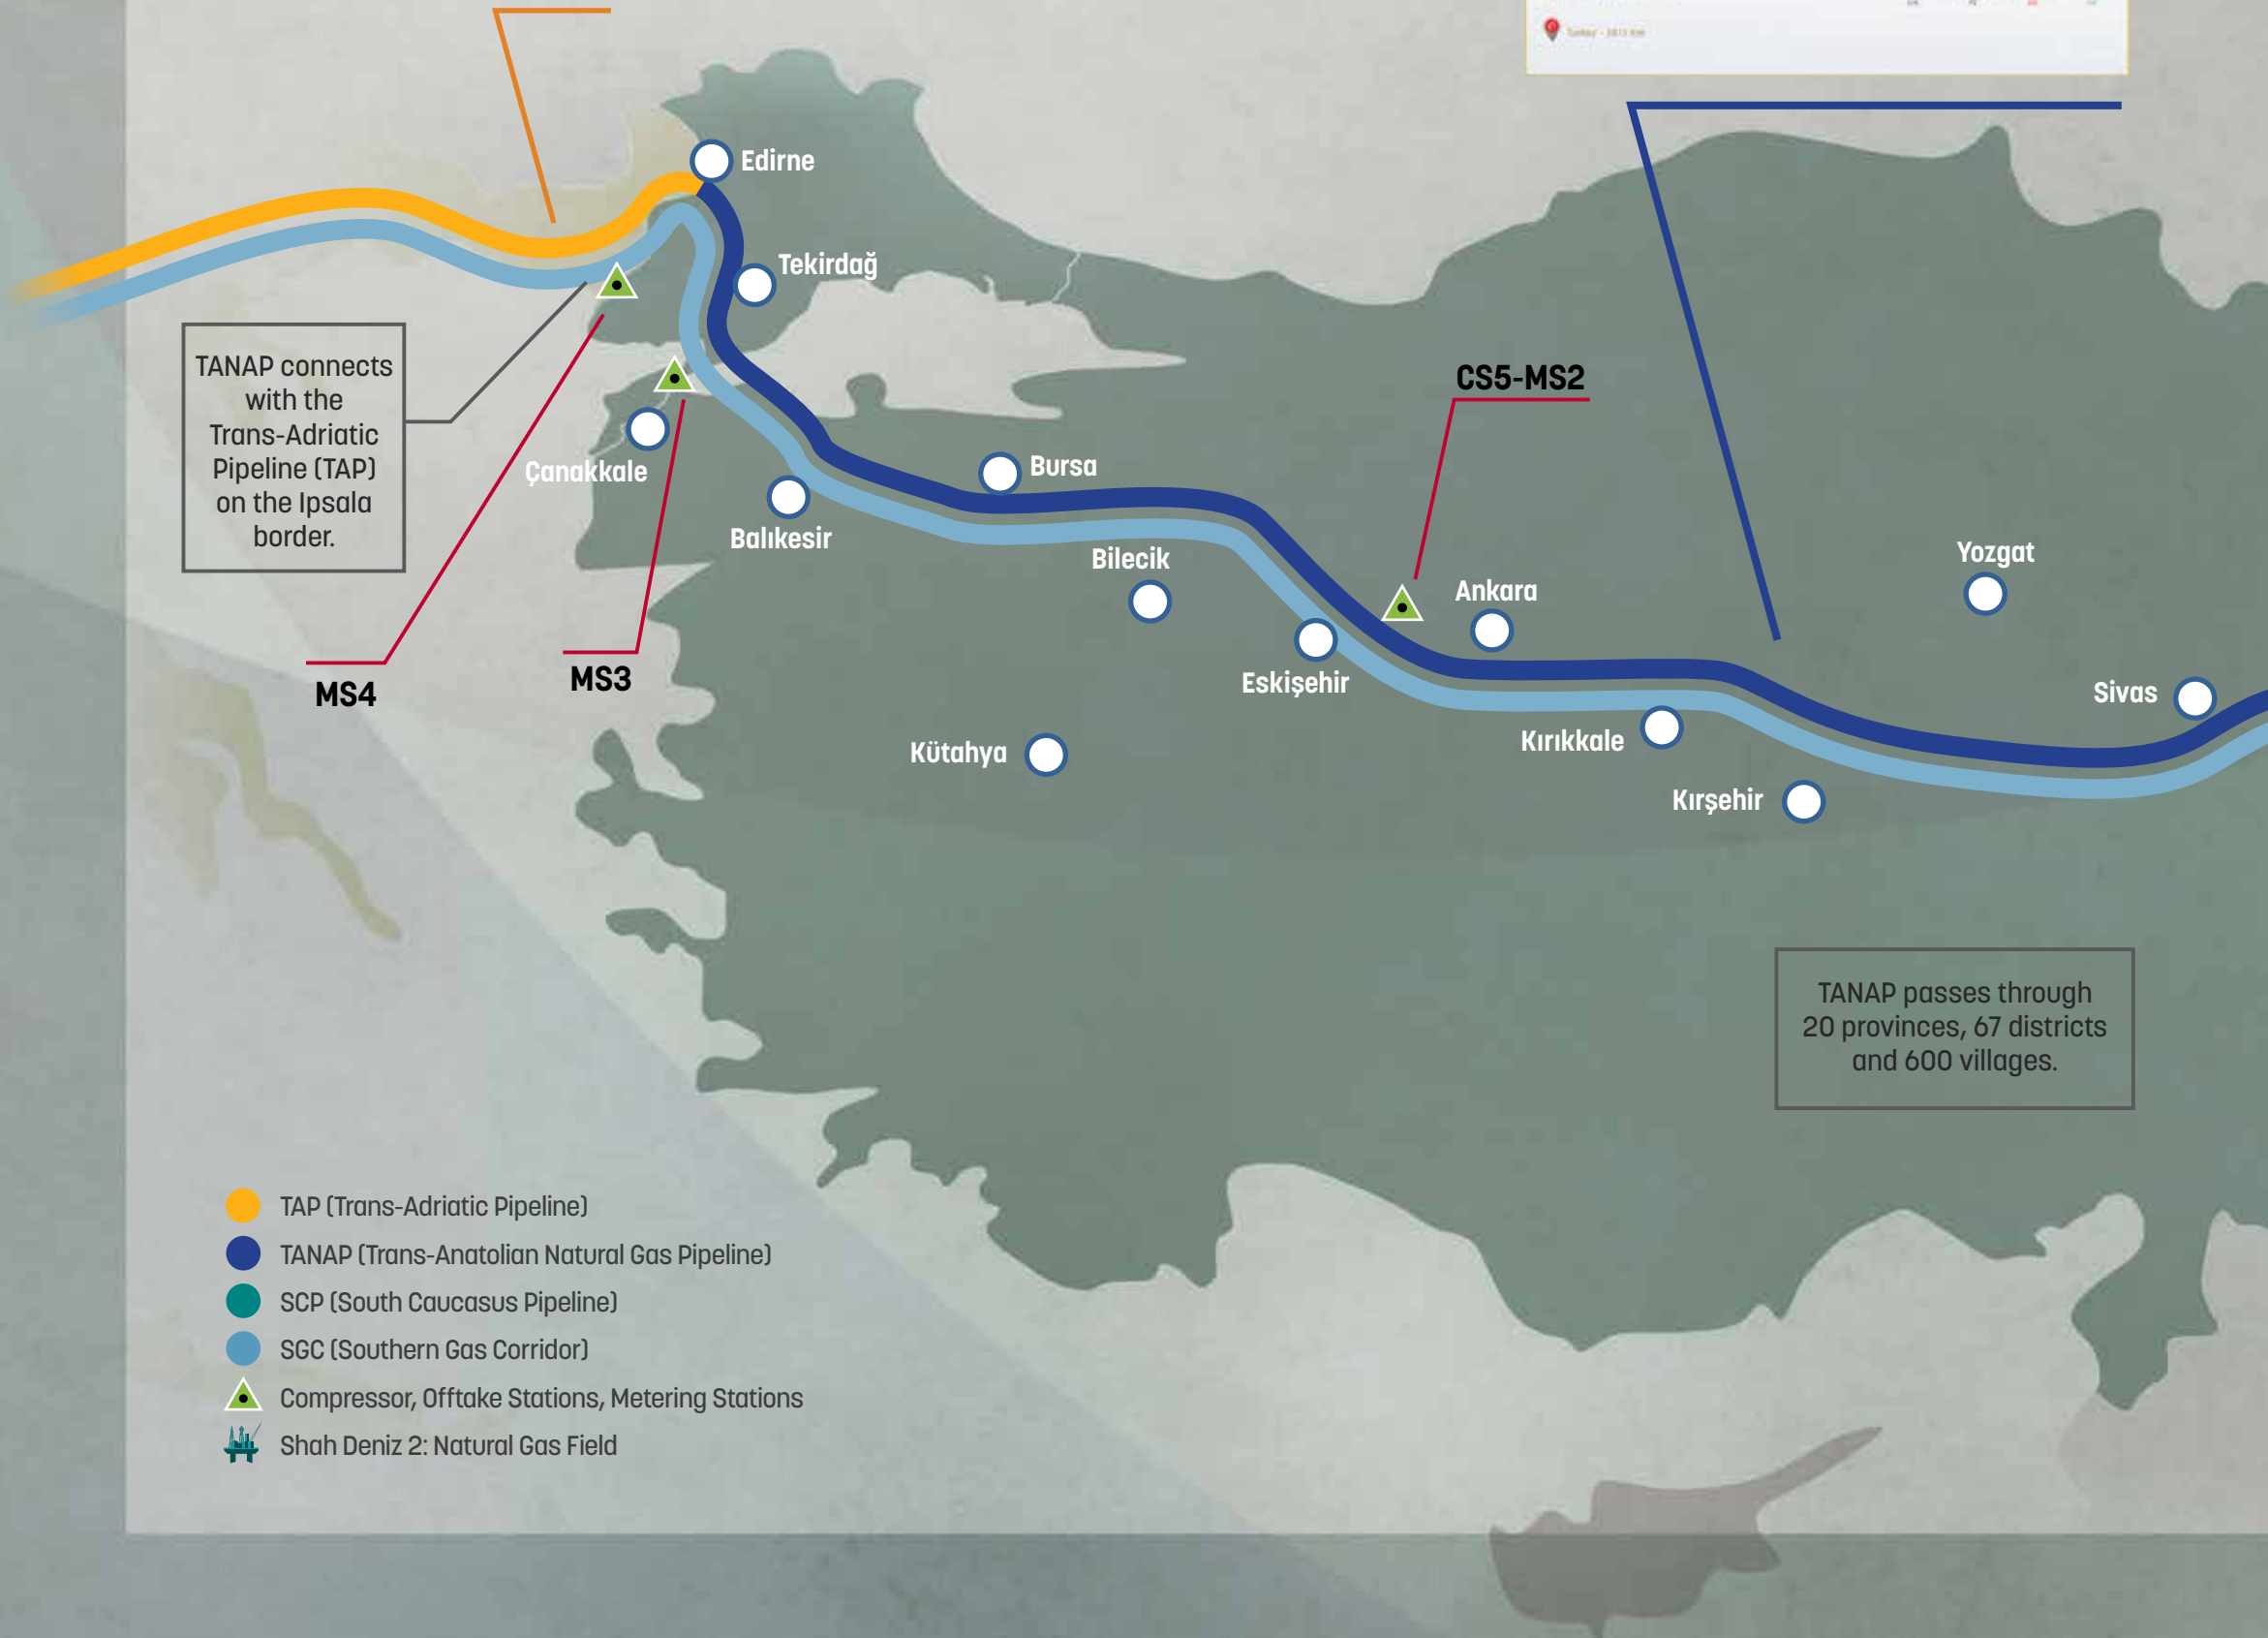 Edirne
Tekirdağ
TANAP connects
with the
Trans-Adriatic
Pipeline (TAP)
on the Ipsala
border.
CS5-MS2
Çanakkale
Bursa
Balıkesir
Bilecik
Yozgat
Ankara
MS4
MS3
Eskişehir
Sivas
Kütahya
Kırıkkale
Kırşehir
TANAP passes through
20 provinces, 67 districts
and 600 villages.
TAP (Trans-Adriatic Pipeline)
TANAP (Trans-Anatolian Natural Gas Pipeline)
SCP (South Caucasus Pipeline)
SGC (Southern Gas Corridor)
Compressor, Offtake Stations, Metering Stations
Shah Deniz 2: Natural Gas Field